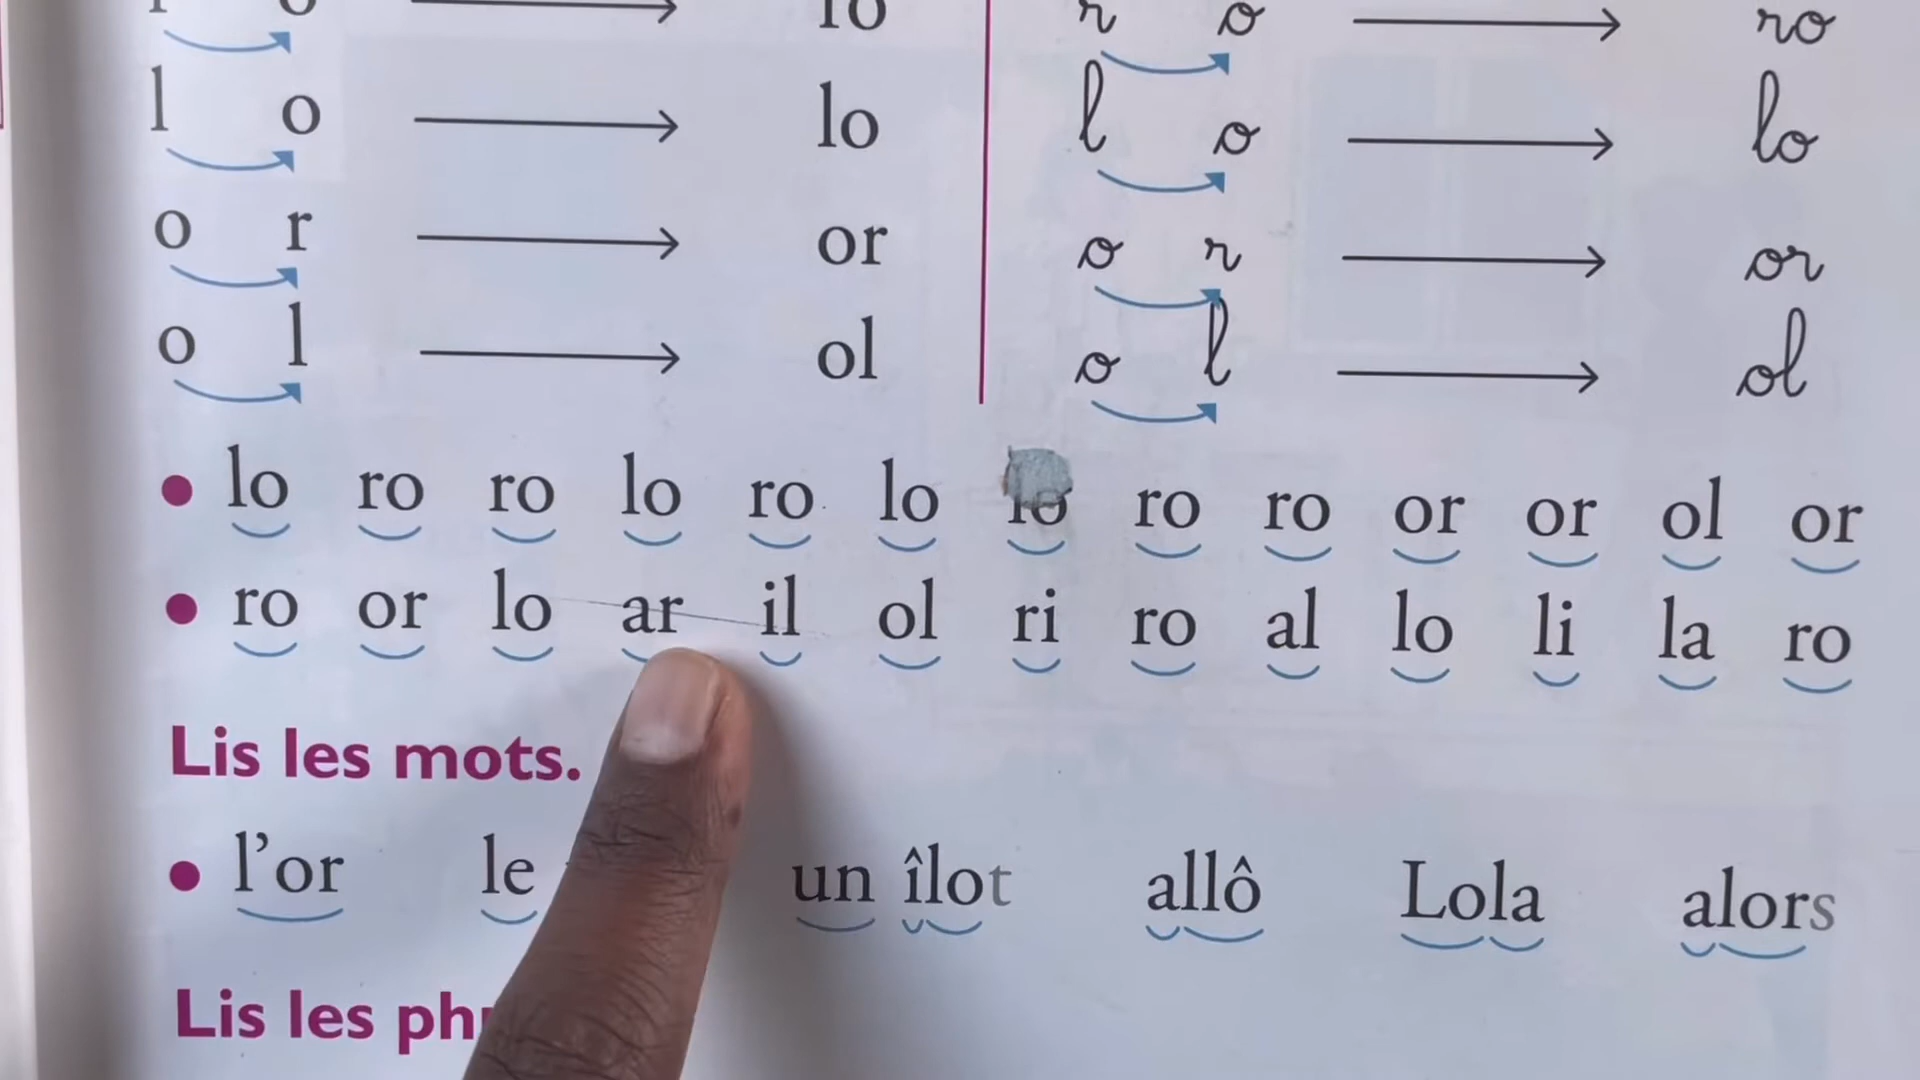 r o → ro r o → ro
l o → lo l o → lo
o r → or o r → or
o l → ol o l → ol
• lo ro ro lo ro lo lo ro ro or or ol or
• ro or lo ar il ol ri ro al lo li la ro
Lis les mots.
• l'or le un îlot allô Lola alors
Lis les